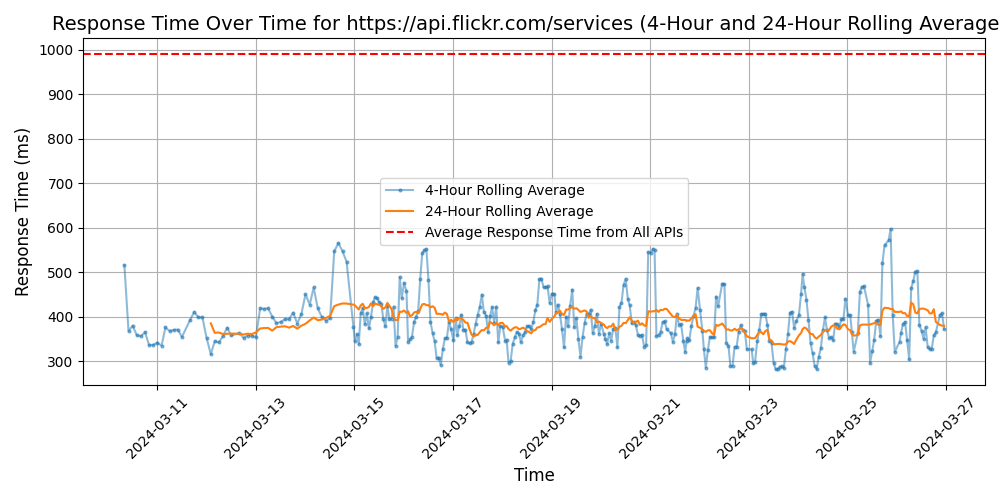 Response Time Over Time for https://api.flickr.com/services (4-Hour and 24-Hour Rolling Average
Response Time (ms)
1000
900
800
700
600
500
400
300
4-Hour Rolling Average
24-Hour Rolling Average
Average Response Time from All APIs
2024-03-11
2024-03-13
2024-03-15
2024-03-17
2024-03-19
2024-03-21
2024-03-23
2024-03-25
2024-03-27
Time